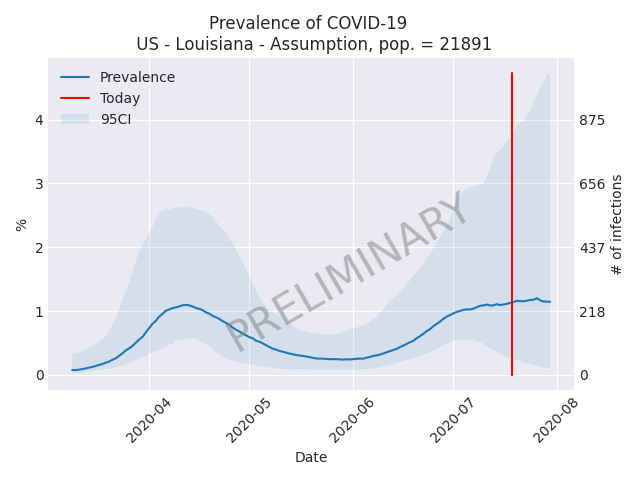 Prevalence of COVID-19
US - Louisiana - Assumption, pop. = 21891
Prevalence
Today
95CI
PRELIMINARY
%
4
3
2
1
0
# of infections
875
656
437
218
0
2020-04
2020-05
2020-06
2020-07
2020-08
Date